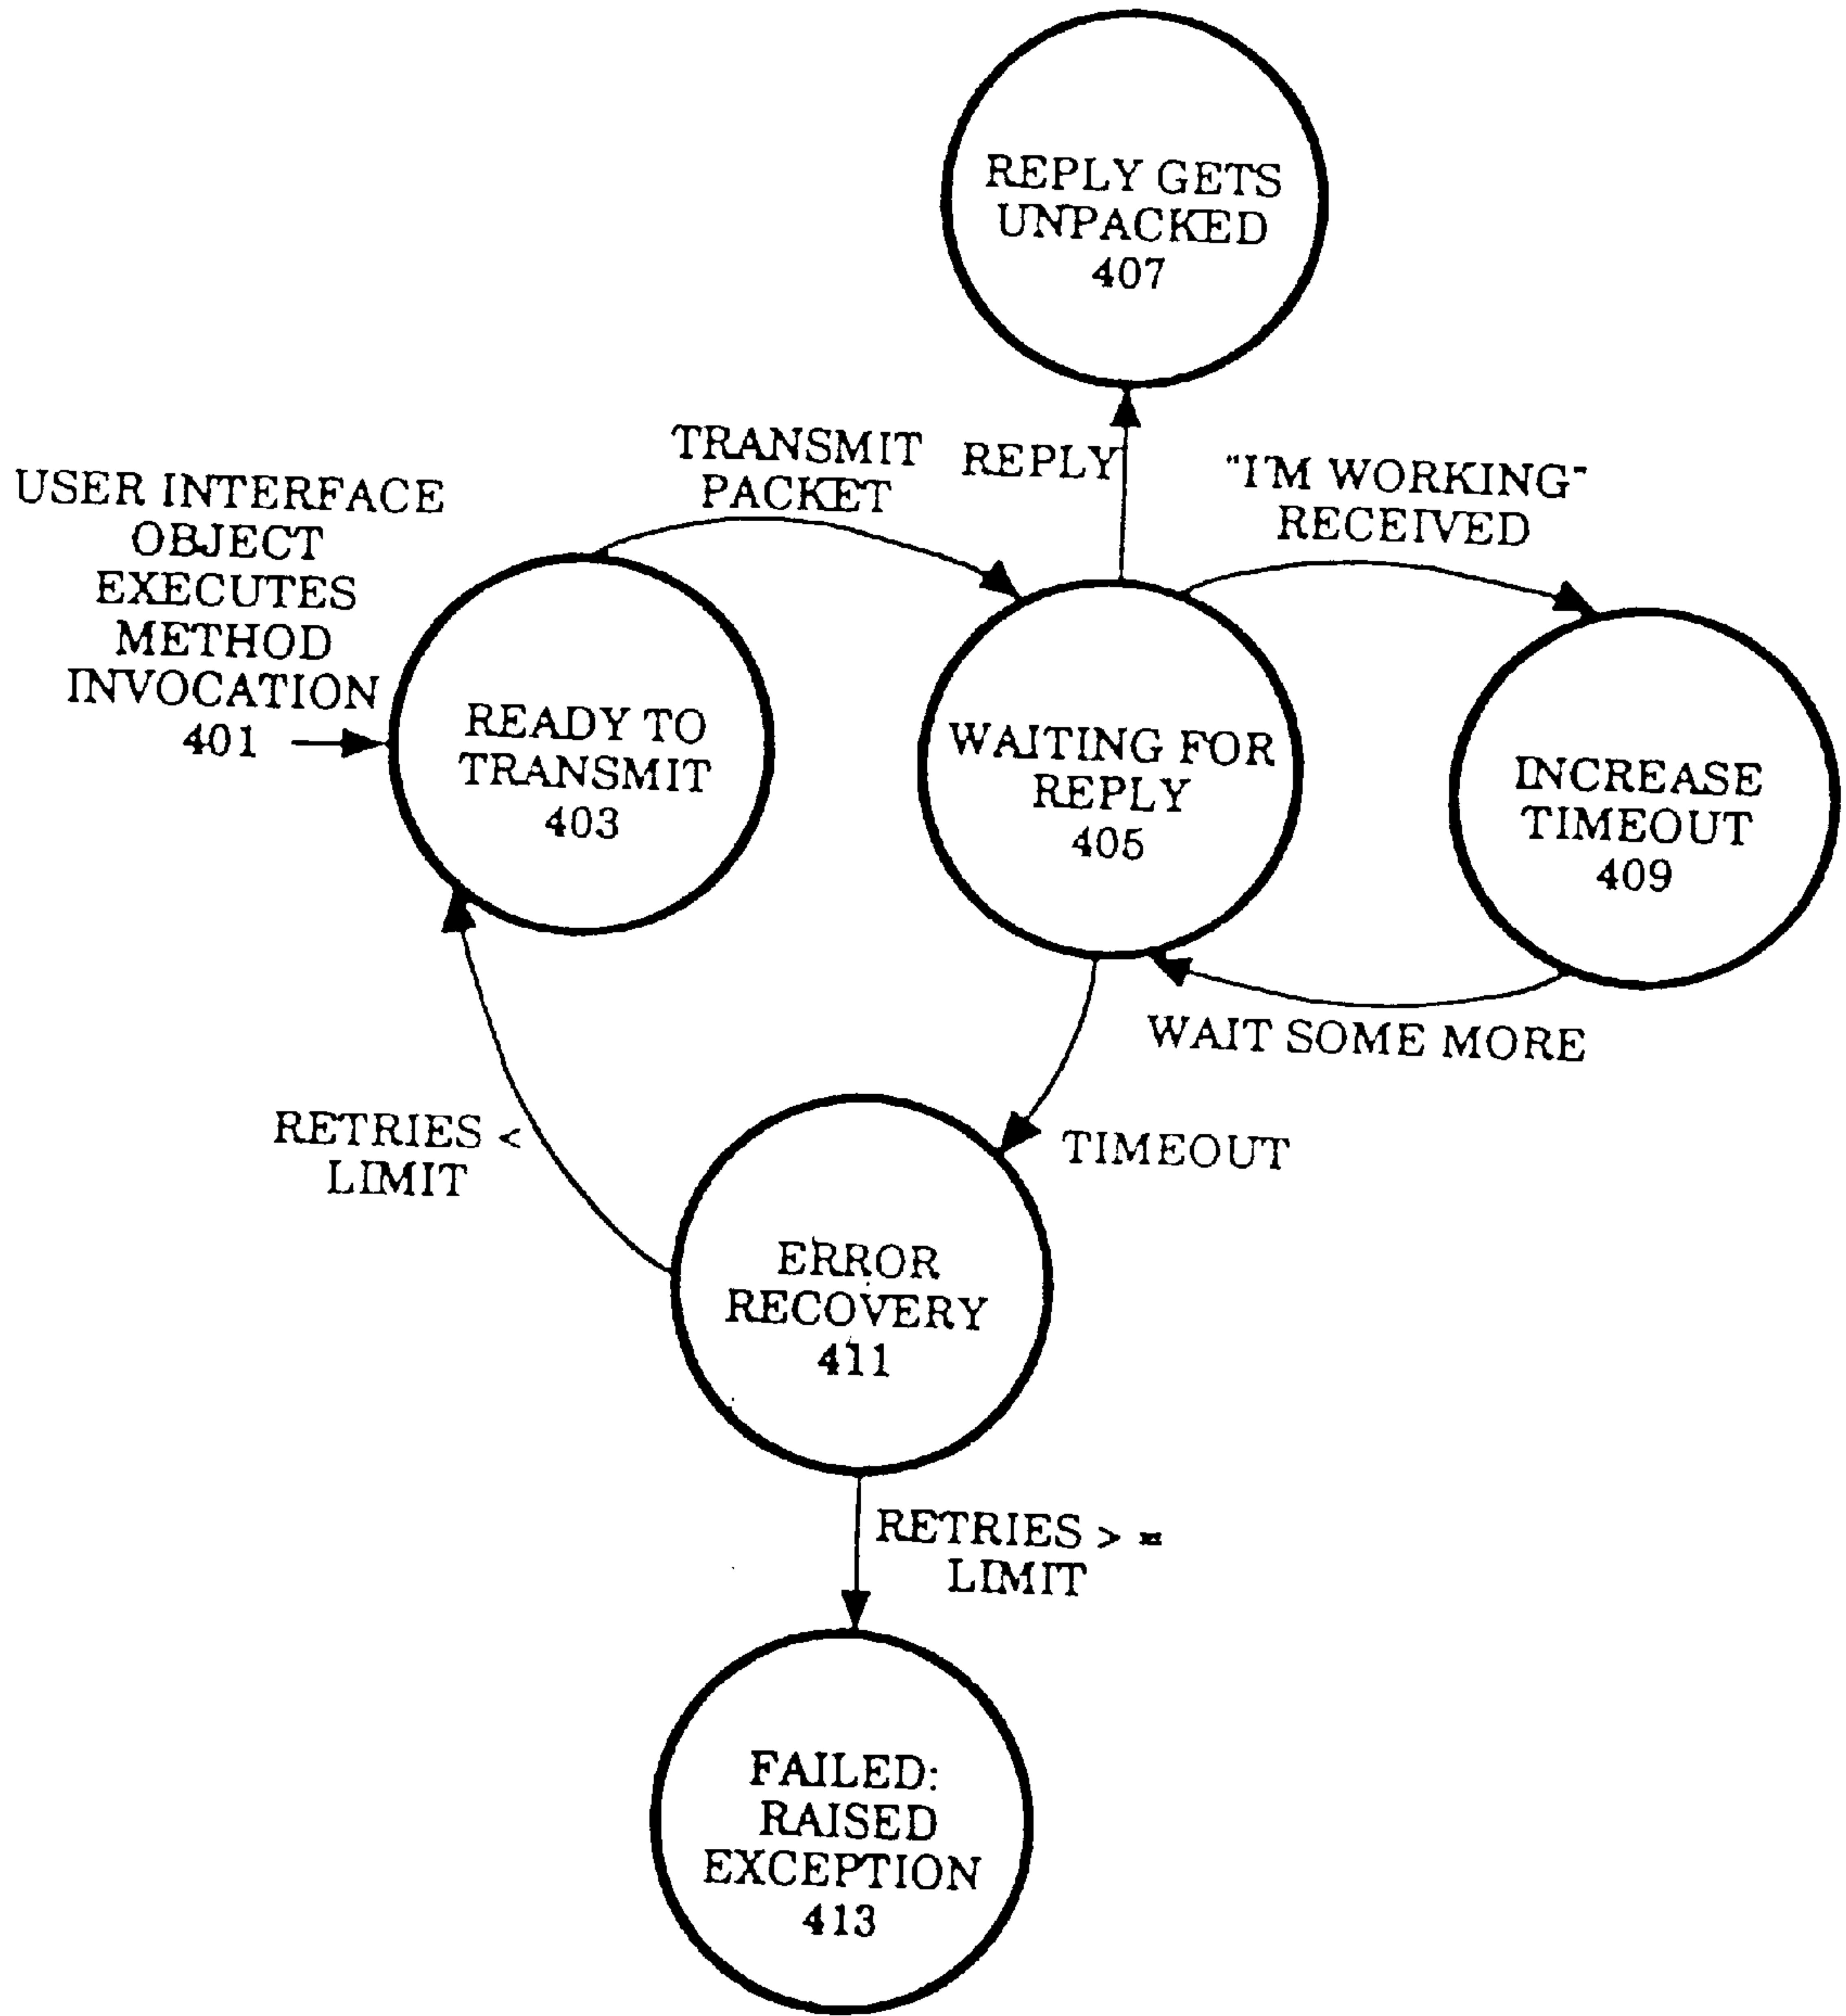 REPLY GETS
UNPACKED
407
TRANSMIT
PACKET
REPLY
"I'M WORKING"
RECEIVED
USER INTERFACE
OBJECT
EXECUTES
METHOD
INVOCATION
401
READY TO
TRANSMIT
403
WAITING FOR
REPLY
405
INCREASE
TIMEOUT
409
WAIT SOME MORE
RETRIES <
LIMIT
TIMEOUT
ERROR
RECOVERY
411
RETRIES > =
LIMIT
FAILED:
RAISED
EXCEPTION
413